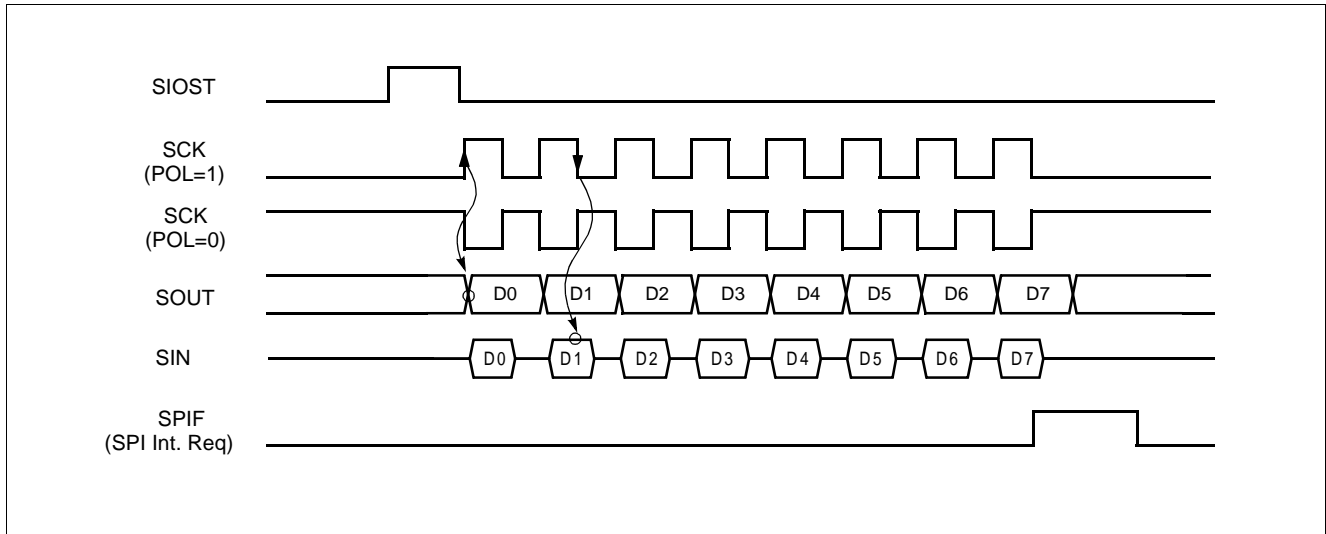 SIOST
SCK
(POL=1)
SCK
(POL=0)
SOUT
D0 D1 D2 D3 D4 D5 D6 D7
SIN
D0 D1 D2 D3 D4 D5 D6 D7
SPIF
(SPI Int. Req)